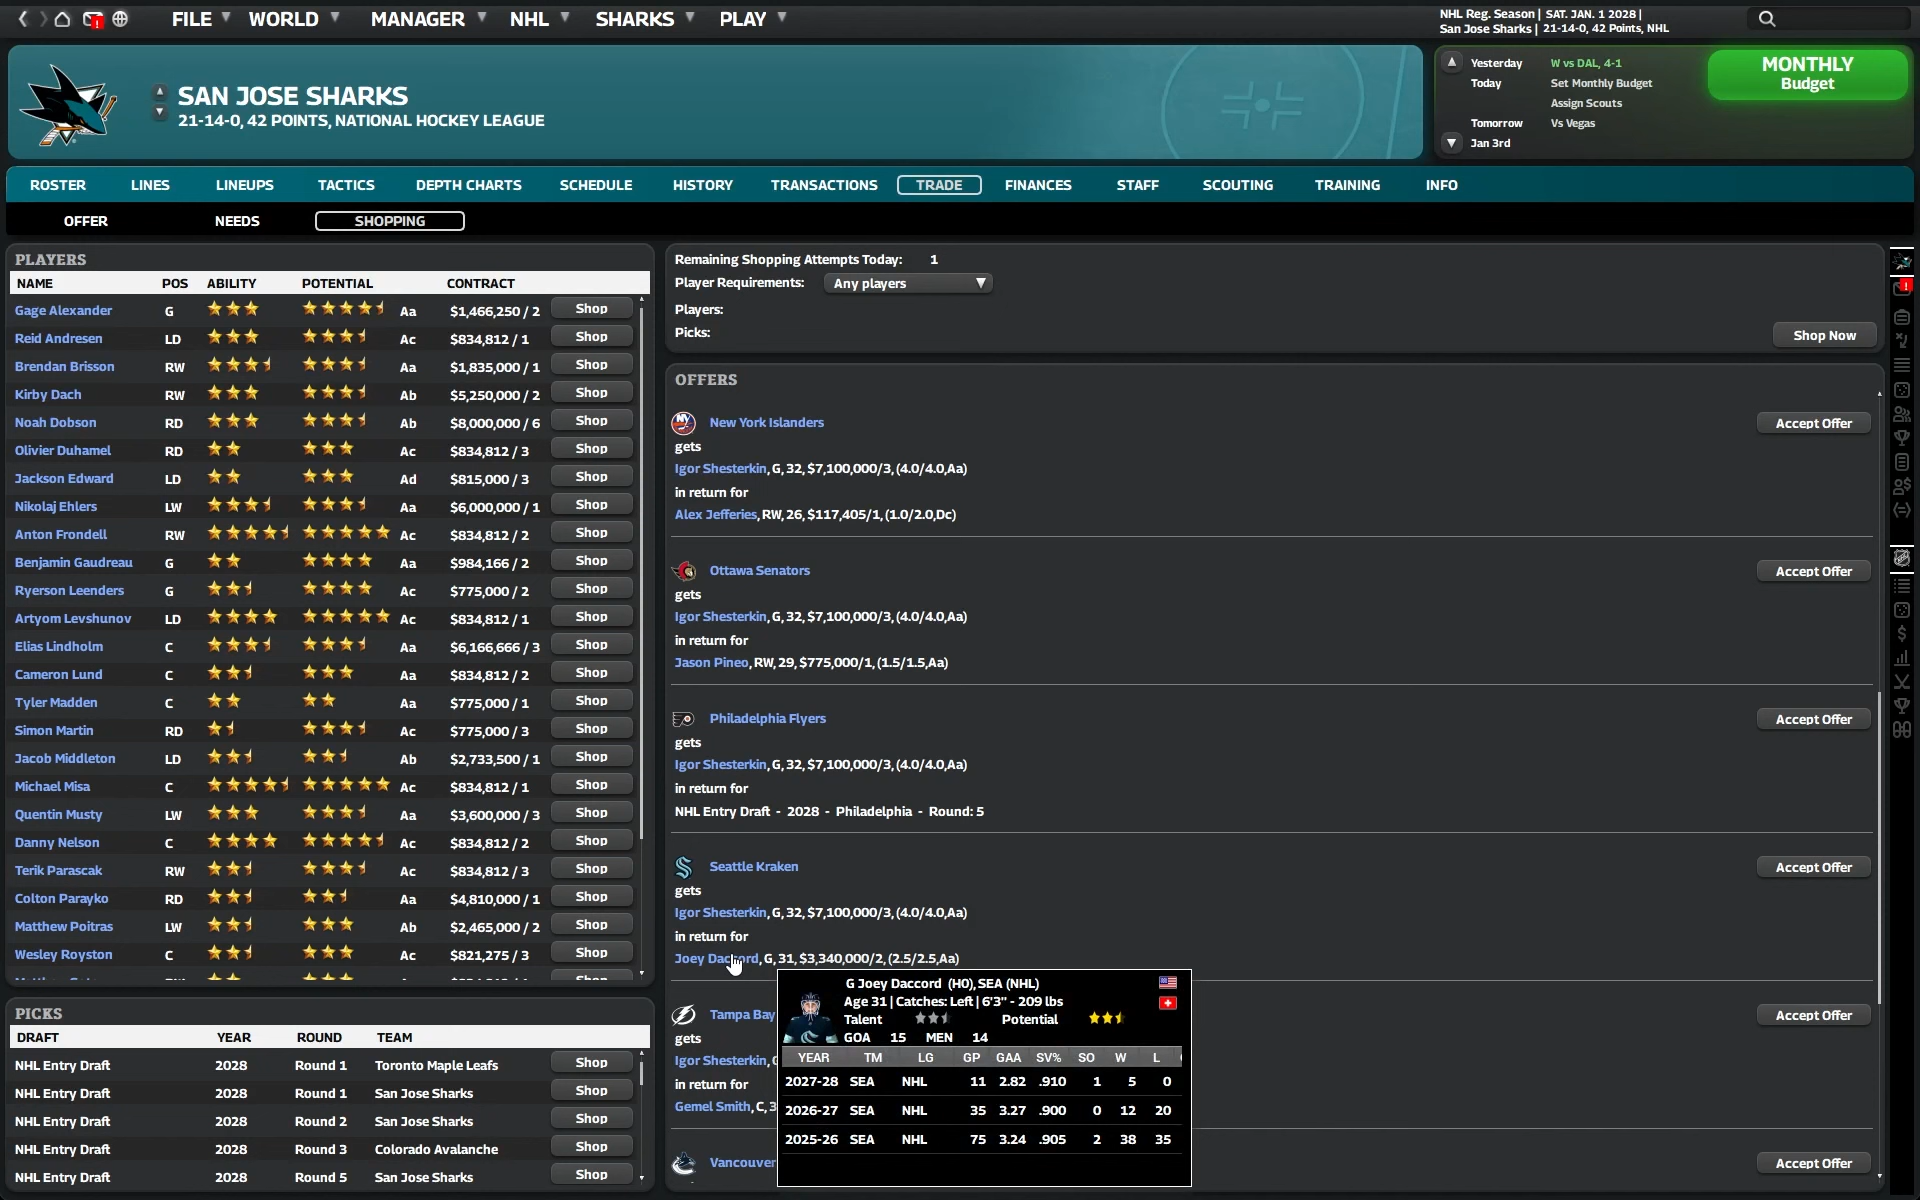 FILE WORLD MANAGER NHL SHARKS PLAY
NHL Reg. Season | SAT. JAN. 1 2028 |
San Jose Sharks | 21-14-0, 42 Points, NHL
SAN JOSE SHARKS
21-14-0, 42 POINTS, NATIONAL HOCKEY LEAGUE
Yesterday W vs DAL, 4-1
Today Set Monthly Budget
Assign Scouts
Tomorrow Vs Vegas
Jan 3rd
MONTHLY
Budget
ROSTER LINES LINEUPS TACTICS DEPTH CHARTS SCHEDULE HISTORY TRANSACTIONS TRADE FINANCES STAFF SCOUTING TRAINING INFO
OFFER NEEDS SHOPPING
PLAYERS
NAME POS ABILITY POTENTIAL CONTRACT
Gage Alexander G Aa $1,466,250 / 2 Shop
Reid Andresen LD Ac $834,812 / 1 Shop
Brendan Brisson RW Aa $1,835,000 / 1 Shop
Kirby Dach RW Ab $5,250,000 / 2 Shop
Noah Dobson RD Ab $8,000,000 / 6 Shop
Olivier Duhamel RD Ac $834,812 / 3 Shop
Jackson Edward LD Ad $815,000 / 3 Shop
Nikolaj Ehlers LW Aa $6,000,000 / 1 Shop
Anton Frondell RW Ac $834,812 / 2 Shop
Benjamin Gaudreau G Aa $984,166 / 2 Shop
Ryerson Leenders G Ac $775,000 / 2 Shop
Artyom Levshunov LD Ac $834,812 / 1 Shop
Elias Lindholm C Aa $6,166,666 / 3 Shop
Cameron Lund C Aa $834,812 / 2 Shop
Tyler Madden C Aa $775,000 / 1 Shop
Simon Martin RD Ac $775,000 / 3 Shop
Jacob Middleton LD Ab $2,733,500 / 1 Shop
Michael Misa C Ac $834,812 / 1 Shop
Quentin Musty LW Aa $3,600,000 / 3 Shop
Danny Nelson C Ac $834,812 / 2 Shop
Terik Parascak RW Ac $834,812 / 3 Shop
Colton Parayko RD Aa $4,810,000 / 1 Shop
Matthew Poitras LW Ab $2,465,000 / 2 Shop
Wesley Royston C Ac $821,275 / 3 Shop
PICKS
DRAFT YEAR ROUND TEAM
NHL Entry Draft 2028 Round 1 Toronto Maple Leafs Shop
NHL Entry Draft 2028 Round 1 San Jose Sharks Shop
NHL Entry Draft 2028 Round 2 San Jose Sharks Shop
NHL Entry Draft 2028 Round 3 Colorado Avalanche Shop
NHL Entry Draft 2028 Round 5 San Jose Sharks Shop
Remaining Shopping Attempts Today: 1
Player Requirements: Any players
Players:
Picks:
Shop Now
OFFERS
New York Islanders Accept Offer
gets
Igor Shesterkin, G, 32, $7,100,000/3, (4.0/4.0,Aa)
in return for
Alex Jefferies, RW, 26, $117,405/1, (1.0/2.0,Dc)
Ottawa Senators Accept Offer
gets
Igor Shesterkin, G, 32, $7,100,000/3, (4.0/4.0,Aa)
in return for
Jason Pineo, RW, 29, $775,000/1, (1.5/1.5,Aa)
Philadelphia Flyers Accept Offer
gets
Igor Shesterkin, G, 32, $7,100,000/3, (4.0/4.0,Aa)
in return for
NHL Entry Draft - 2028 - Philadelphia - Round: 5
Seattle Kraken Accept Offer
gets
Igor Shesterkin, G, 32, $7,100,000/3, (4.0/4.0,Aa)
in return for
Joey Daccord, G, 31, $3,340,000/2, (2.5/2.5,Aa)
Tampa Bay Accept Offer
gets
Igor Shesterkin,
in return for
Gemel Smith, C, 3
Vancouver Accept Offer
G Joey Daccord (H0), SEA (NHL)
Age 31 | Catches: Left | 6'3" - 209 lbs
Talent Potential
GOA 15 MEN 14
YEAR TM LG GP GAA SV% SO W L
2027-28 SEA NHL 11 2.82 .910 1 5 0
2026-27 SEA NHL 35 3.27 .900 0 12 20
2025-26 SEA NHL 75 3.24 .905 2 38 35